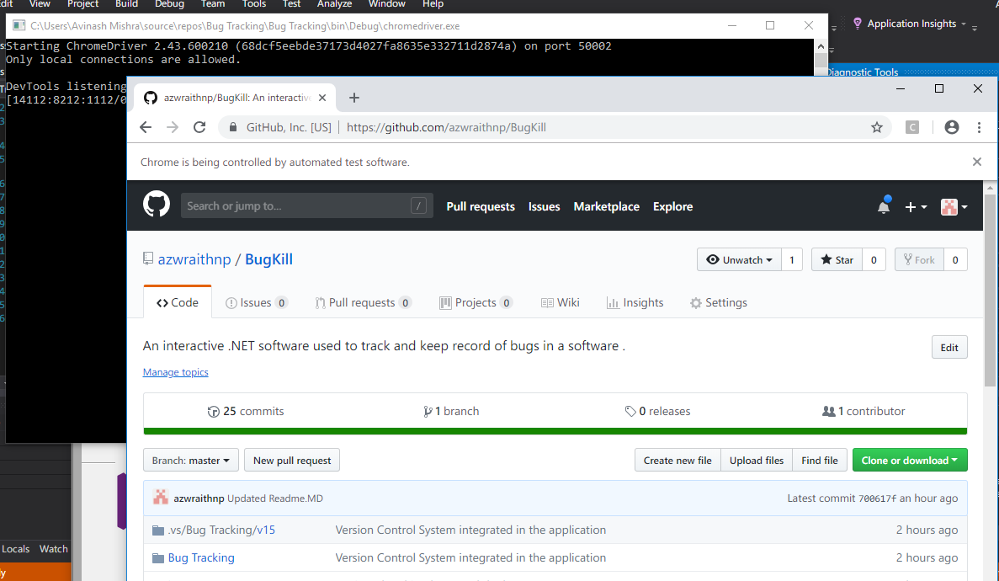 dit View Project Build Debug Team Tools Test Analyze Window Help
C:\Users\Avinash Mishra\source\repos\Bug Tracking\Bug Tracking\bin\Debug\chromedriver.exe
Application Insights
Starting ChromeDriver 2.43.600210 (68dcf5eebde37173d4027fa8635e332711d2874a) on port 50002
Only local connections are allowed.
Diagnostic Tools
DevTools listening
[14112:8212:1112/0
azwraithnp/BugKill: An interactive
GitHub, Inc. [US] https://github.com/azwraithnp/BugKill
C
Chrome is being controlled by automated test software.
Search or jump to... /
Pull requests Issues Marketplace Explore
azwraithnp / BugKill
Unwatch 1 Star 0 Fork 0
Code Issues 0 Pull requests 0 Projects 0 Wiki Insights Settings
An interactive .NET software used to track and keep record of bugs in a software .
Edit
Manage topics
25 commits 1 branch 0 releases 1 contributor
Branch: master New pull request Create new file Upload files Find file Clone or download
azwraithnp Updated Readme.MD Latest commit 700617f an hour ago
.vs/Bug Tracking/v15 Version Control System integrated in the application 2 hours ago
Locals Watch
Bug Tracking Version Control System integrated in the application 2 hours ago